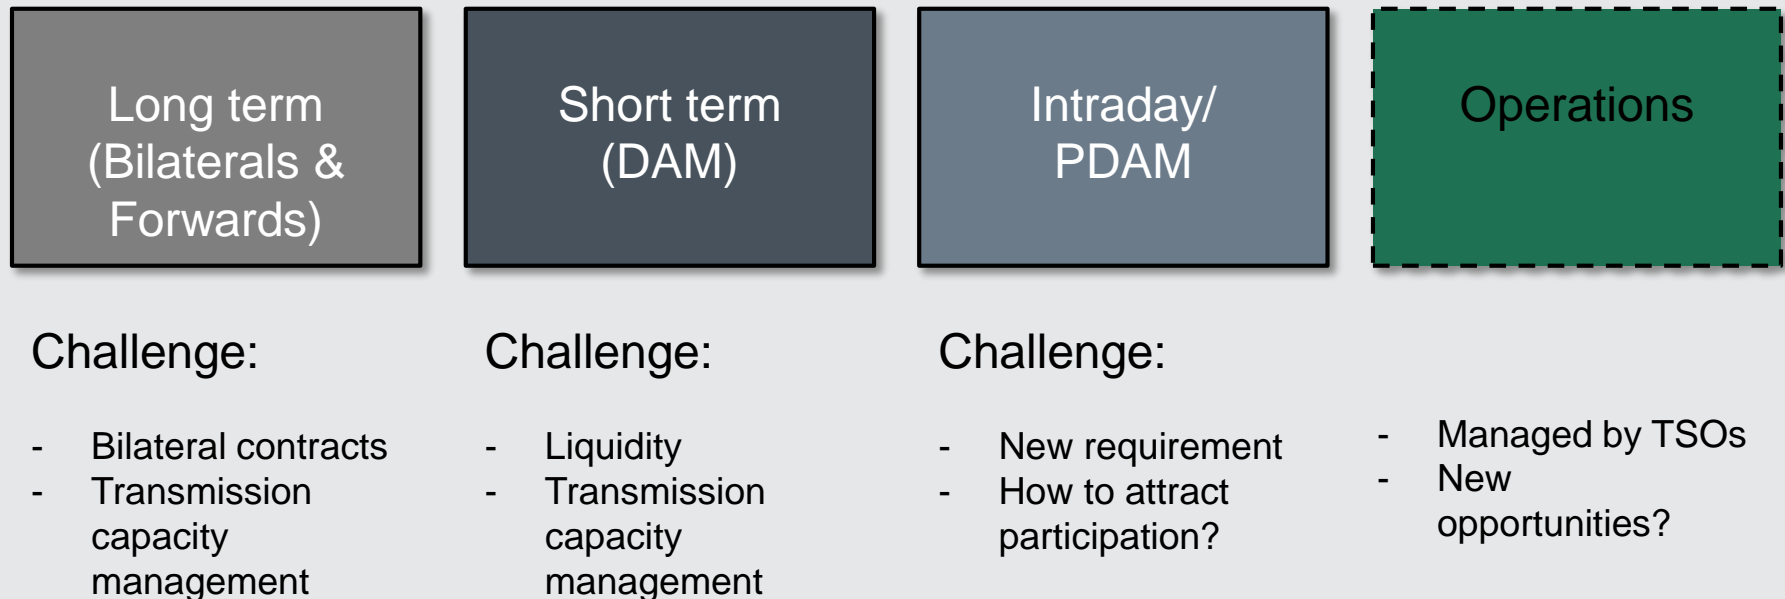 Long term
(Bilaterals &
Forwards)
Short term
(DAM)
Intraday/
PDAM
Operations
Challenge:
- Bilateral contracts
- Transmission
capacity
management
Challenge:
- Liquidity
- Transmission
capacity
management
Challenge:
- New requirement
- How to attract
participation?
- Managed by TSOs
- New
opportunities?